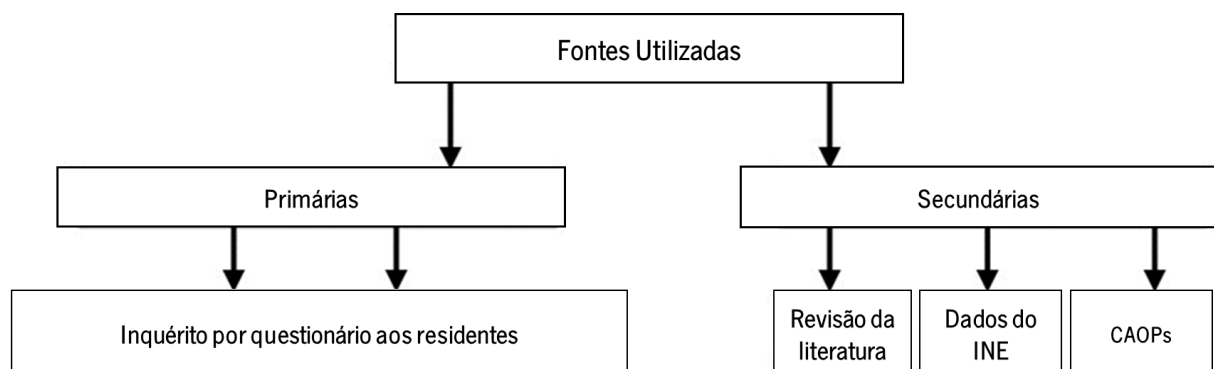 Fontes Utilizadas
Primárias
Secundárias
Inquérito por questionário aos residentes
Revisão da
literatura
Dados do
INE
CAOPs